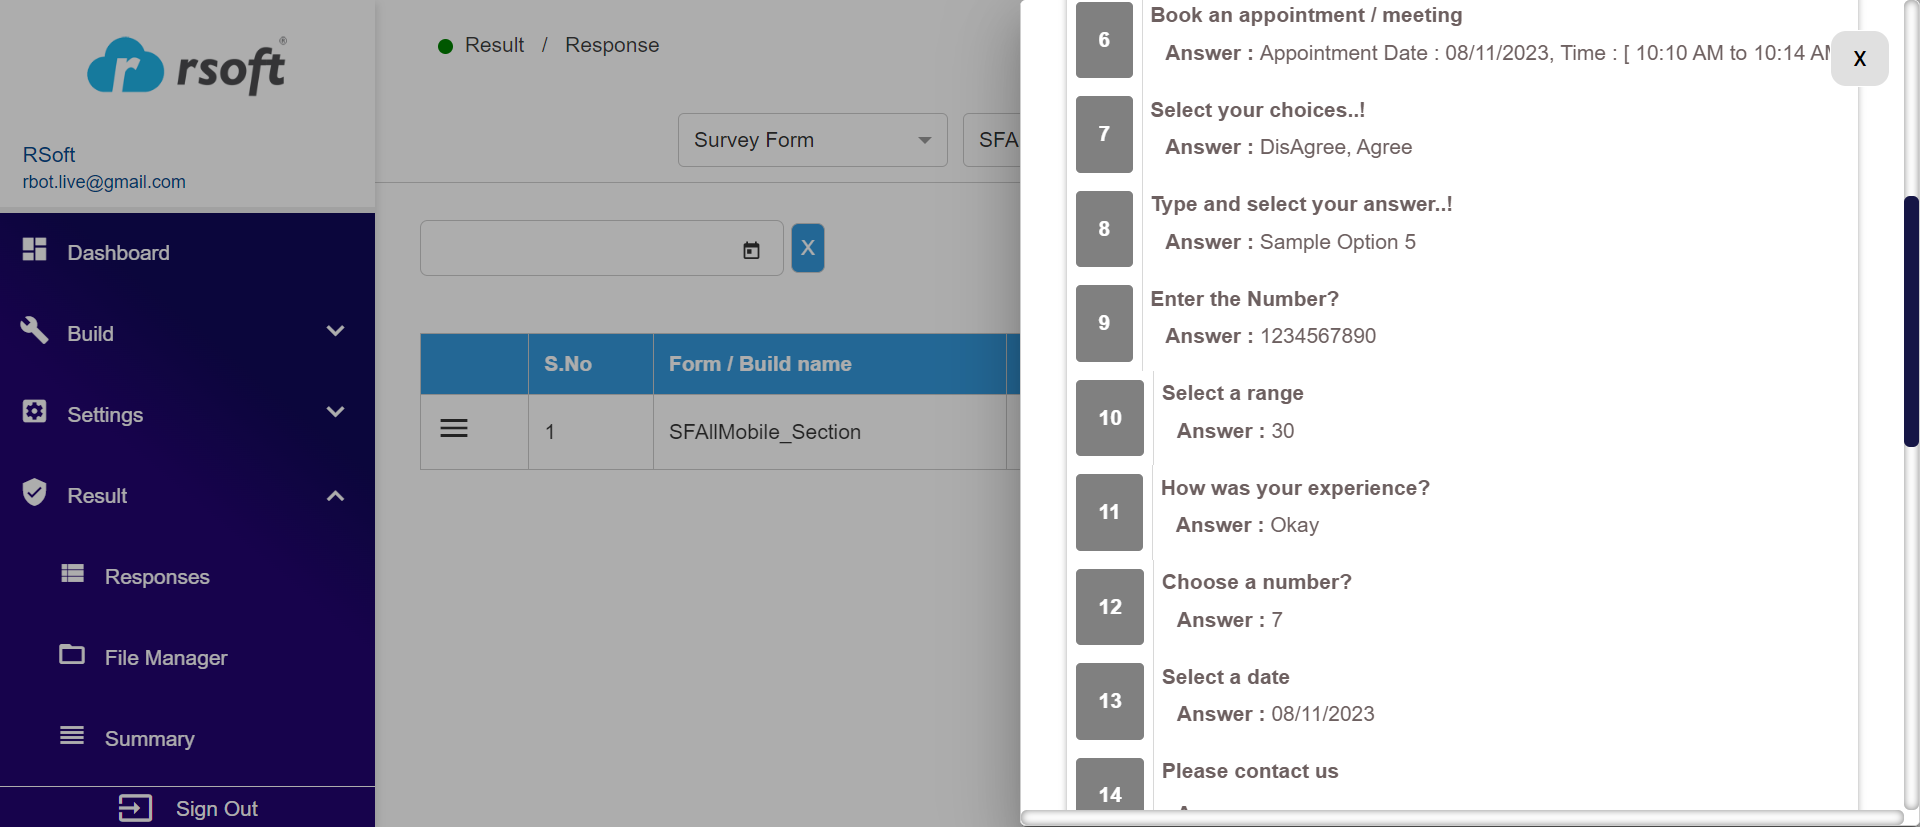 rsoft®
RSoft
rbot.live@gmail.com
Dashboard
Build
Settings
Result
Responses
File Manager
Summary
Sign Out
Result / Response
Survey Form
SFA
X
S.No
Form / Build name
1
SFAllMobile_Section
X
6
Book an appointment / meeting
Answer : Appointment Date : 08/11/2023, Time : [ 10:10 AM to 10:14 AM
7
Select your choices..!
Answer : DisAgree, Agree
8
Type and select your answer..!
Answer : Sample Option 5
9
Enter the Number?
Answer : 1234567890
10
Select a range
Answer : 30
11
How was your experience?
Answer : Okay
12
Choose a number?
Answer : 7
13
Select a date
Answer : 08/11/2023
14
Please contact us